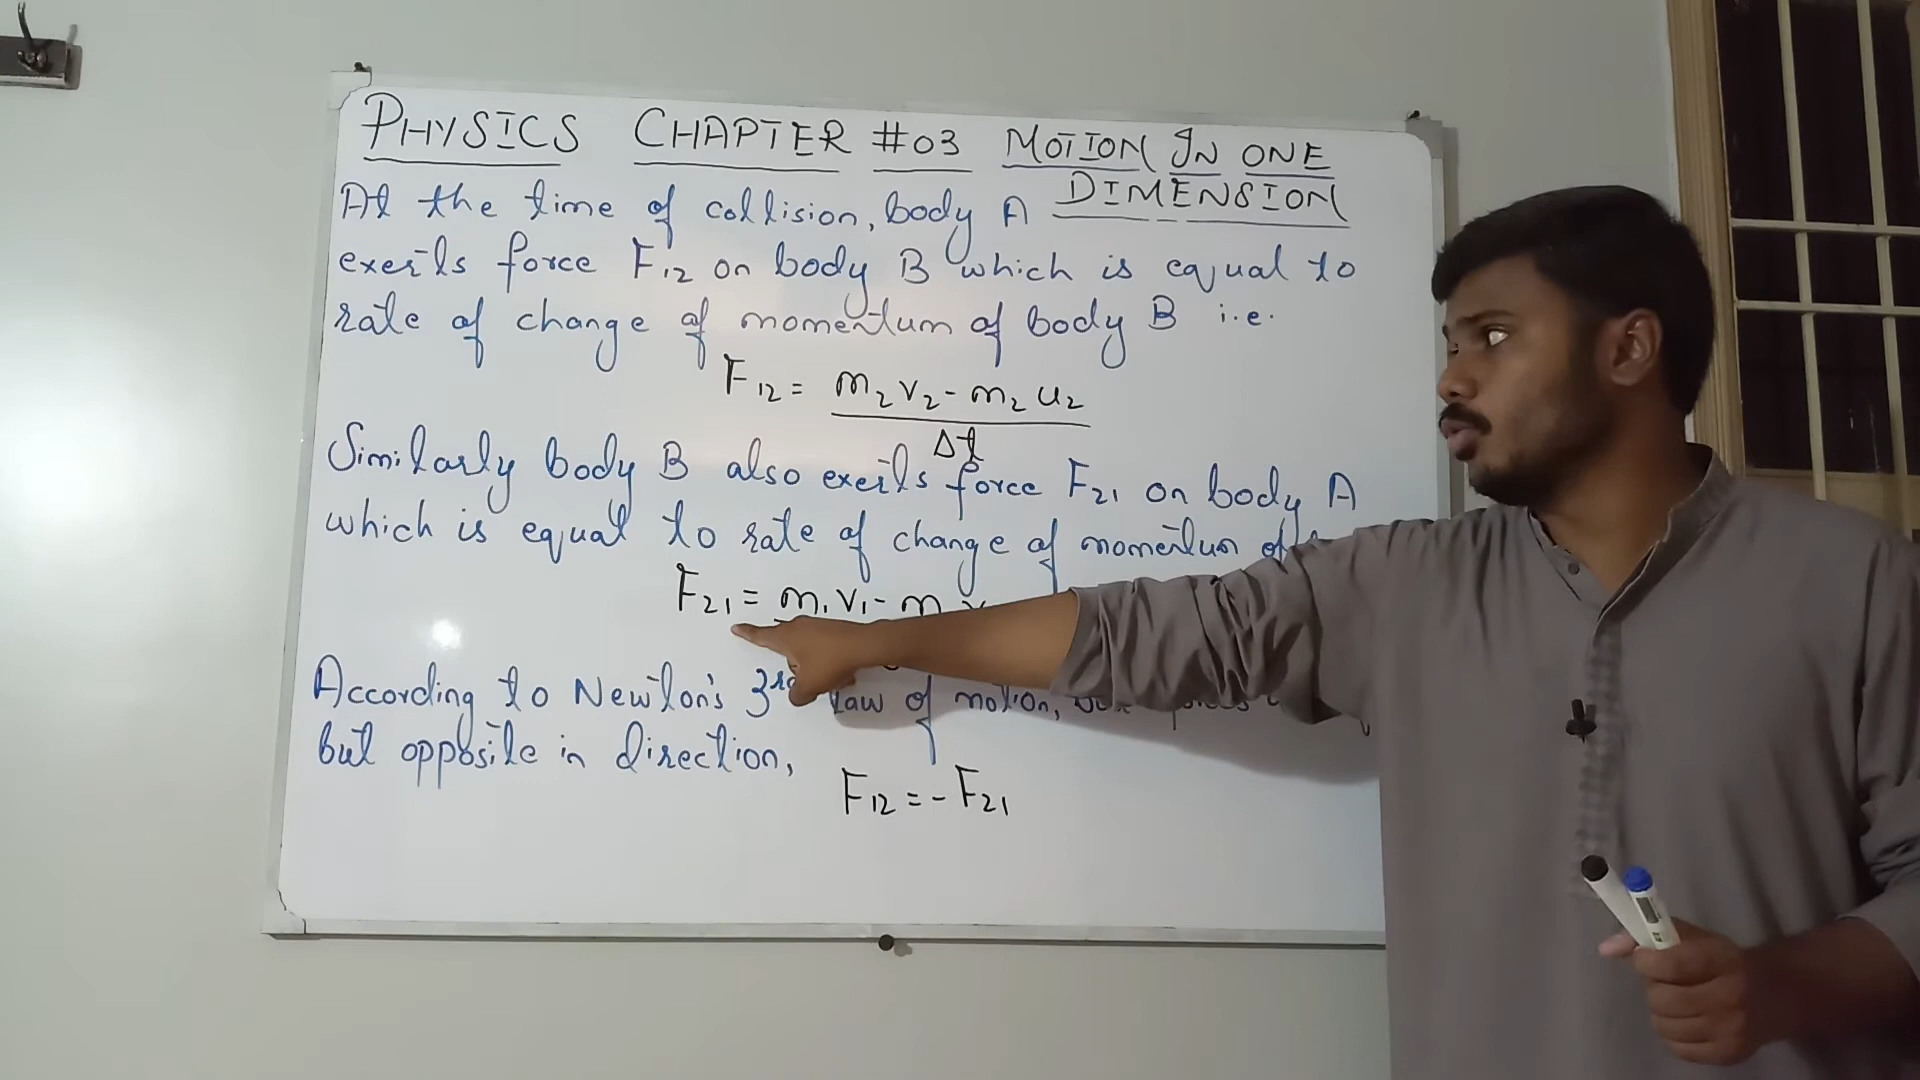 PHYSICS CHAPTER #03 MOTION IN ONE
DIMENSION
At the time of collision, body A
exerts force F₁₂ on body B which is equal to
rate of change of momentum of body B i.e.
F₁₂ = m₂v₂ - m₂u₂
Δt
Similarly body B also exerts force F₂₁ on body A
which is equal to rate of change of momentum of
F₂₁ = m₁v₁ - m
According to Newton's 3rd law of motion,
but opposite in direction,
F₁₂ = - F₂₁